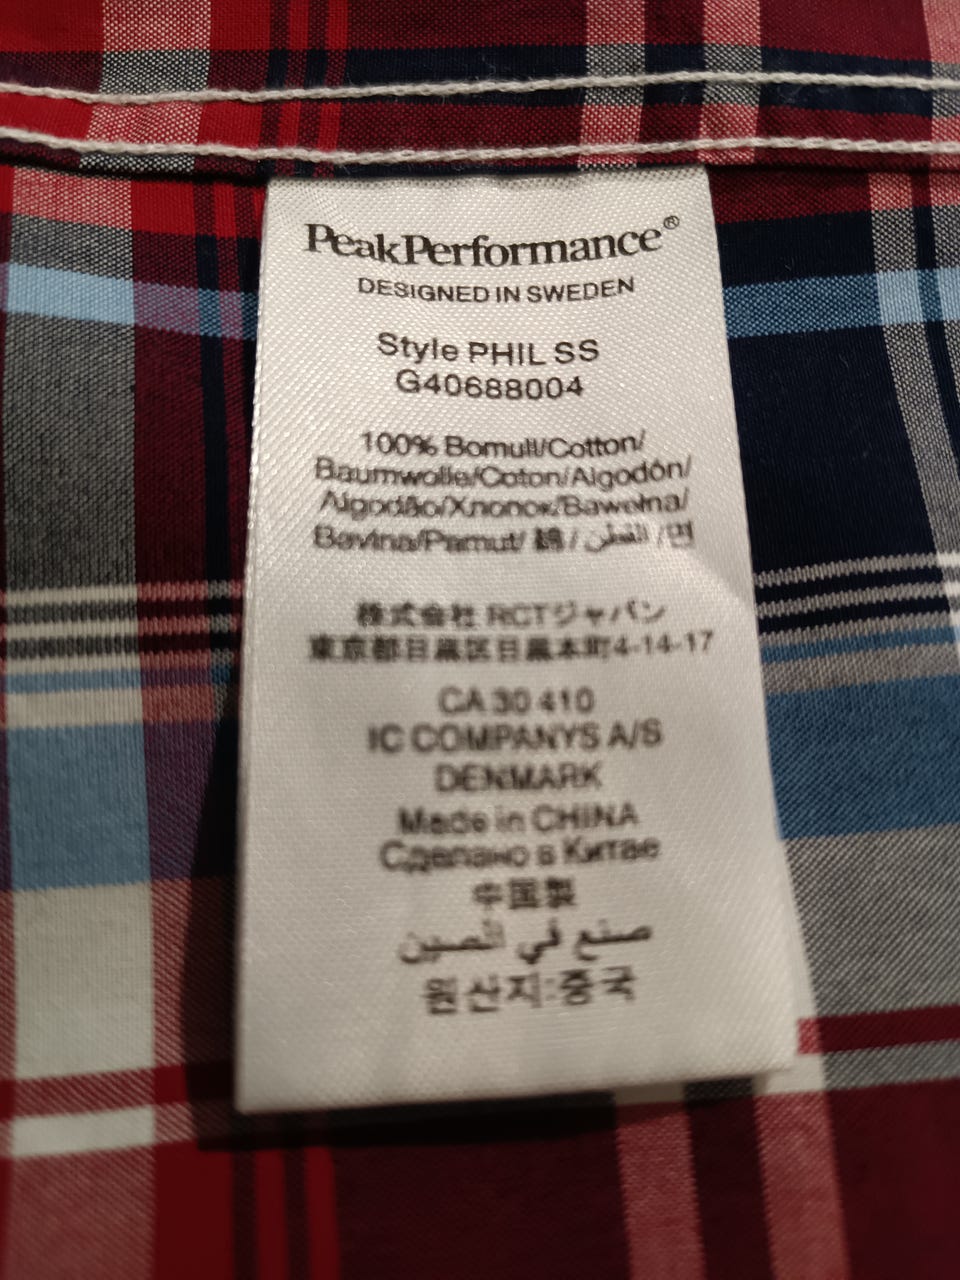 PeakPerformance®
DESIGNED IN SWEDEN
Style PHIL SS
G40688004
100% Bomull/Cotton/
Baumwolle/Coton/Algodón/
Algodão/Хлопок/Bawełna/
Bavlna/Pamut/ 綿 / القطن / 면
株式会社 RCTジャパン
東京都目黒区目黒本町4-14-17
CA 30 410
IC COMPANYS A/S
DENMARK
Made in CHINA
Сделано в Китае
中国製
صنع في الصين
원산지:중국